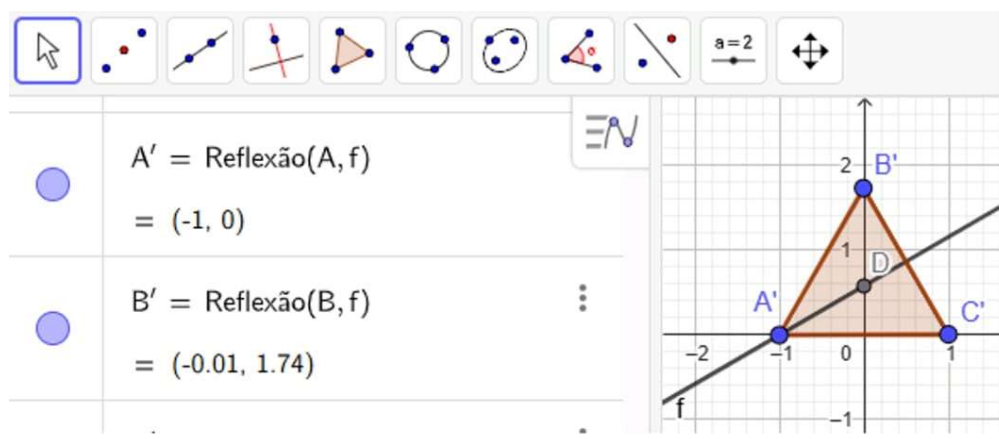 a=2
A′ = Reflexão(A, f)
= (-1, 0)
B′ = Reflexão(B, f)
= (-0.01, 1.74)
2
B'
1
D
A'
C'
−2
−1
0
1
f
−1